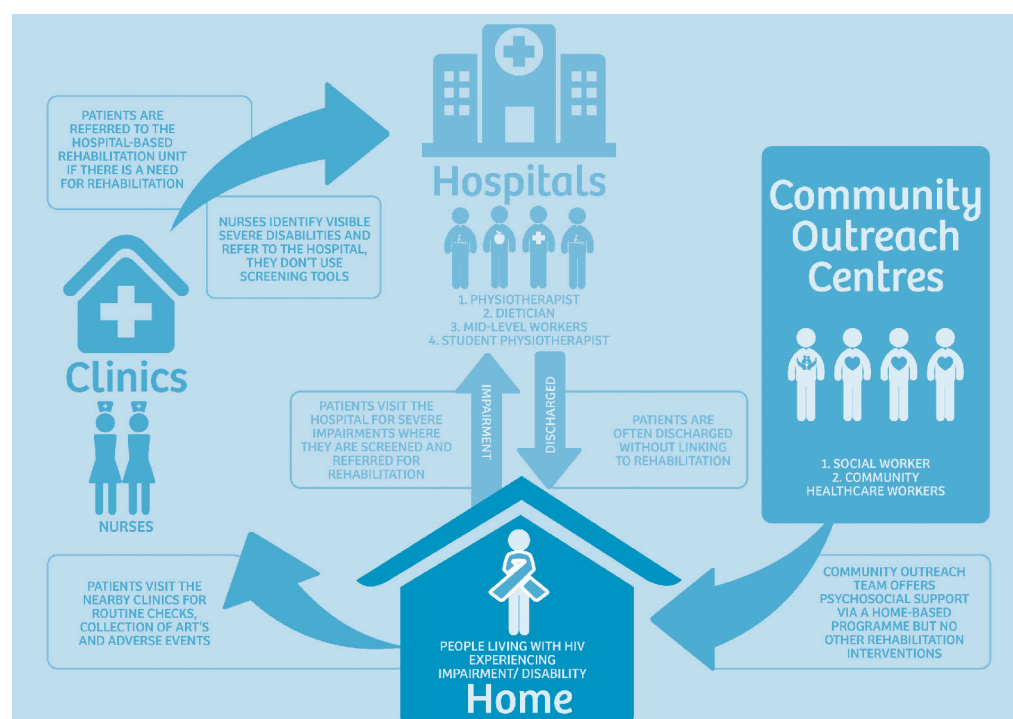 PATIENTS ARE
REFERRED TO THE
HOSPITAL-BASED
REHABILITATION UNIT
IF THERE IS A NEED
FOR REHABILITATION
NURSES IDENTIFY VISIBLE
SEVERE DISABILITIES AND
REFER TO THE HOSPITAL,
THEY DON'T USE
SCREENING TOOLS
Clinics
NURSES
Hospitals
1. PHYSIOTHERAPIST
2. DIETICIAN
3. MID-LEVEL WORKERS
4. STUDENT PHYSIOTHERAPIST
Community
Outreach
Centres
1. SOCIAL WORKER
2. COMMUNITY
HEALTHCARE WORKERS
PATIENTS VISIT THE
HOSPITAL FOR SEVERE
IMPAIRMENTS WHERE
THEY ARE SCREENED AND
REFERRED FOR
REHABILITATION
IMPAIRMENT
DISCHARGED
PATIENTS ARE
OFTEN DISCHARGED
WITHOUT LINKING
TO REHABILITATION
PATIENTS VISIT THE
NEARBY CLINICS FOR
ROUTINE CHECKS,
COLLECTION OF ART'S
AND ADVERSE EVENTS
PEOPLE LIVING WITH HIV
EXPERIENCING
IMPAIRMENT/ DISABILITY
Home
COMMUNITY OUTREACH
TEAM OFFERS
PSYCHOSOCIAL SUPPORT
VIA A HOME-BASED
PROGRAMME BUT NO
OTHER REHABILITATION
INTERVENTIONS